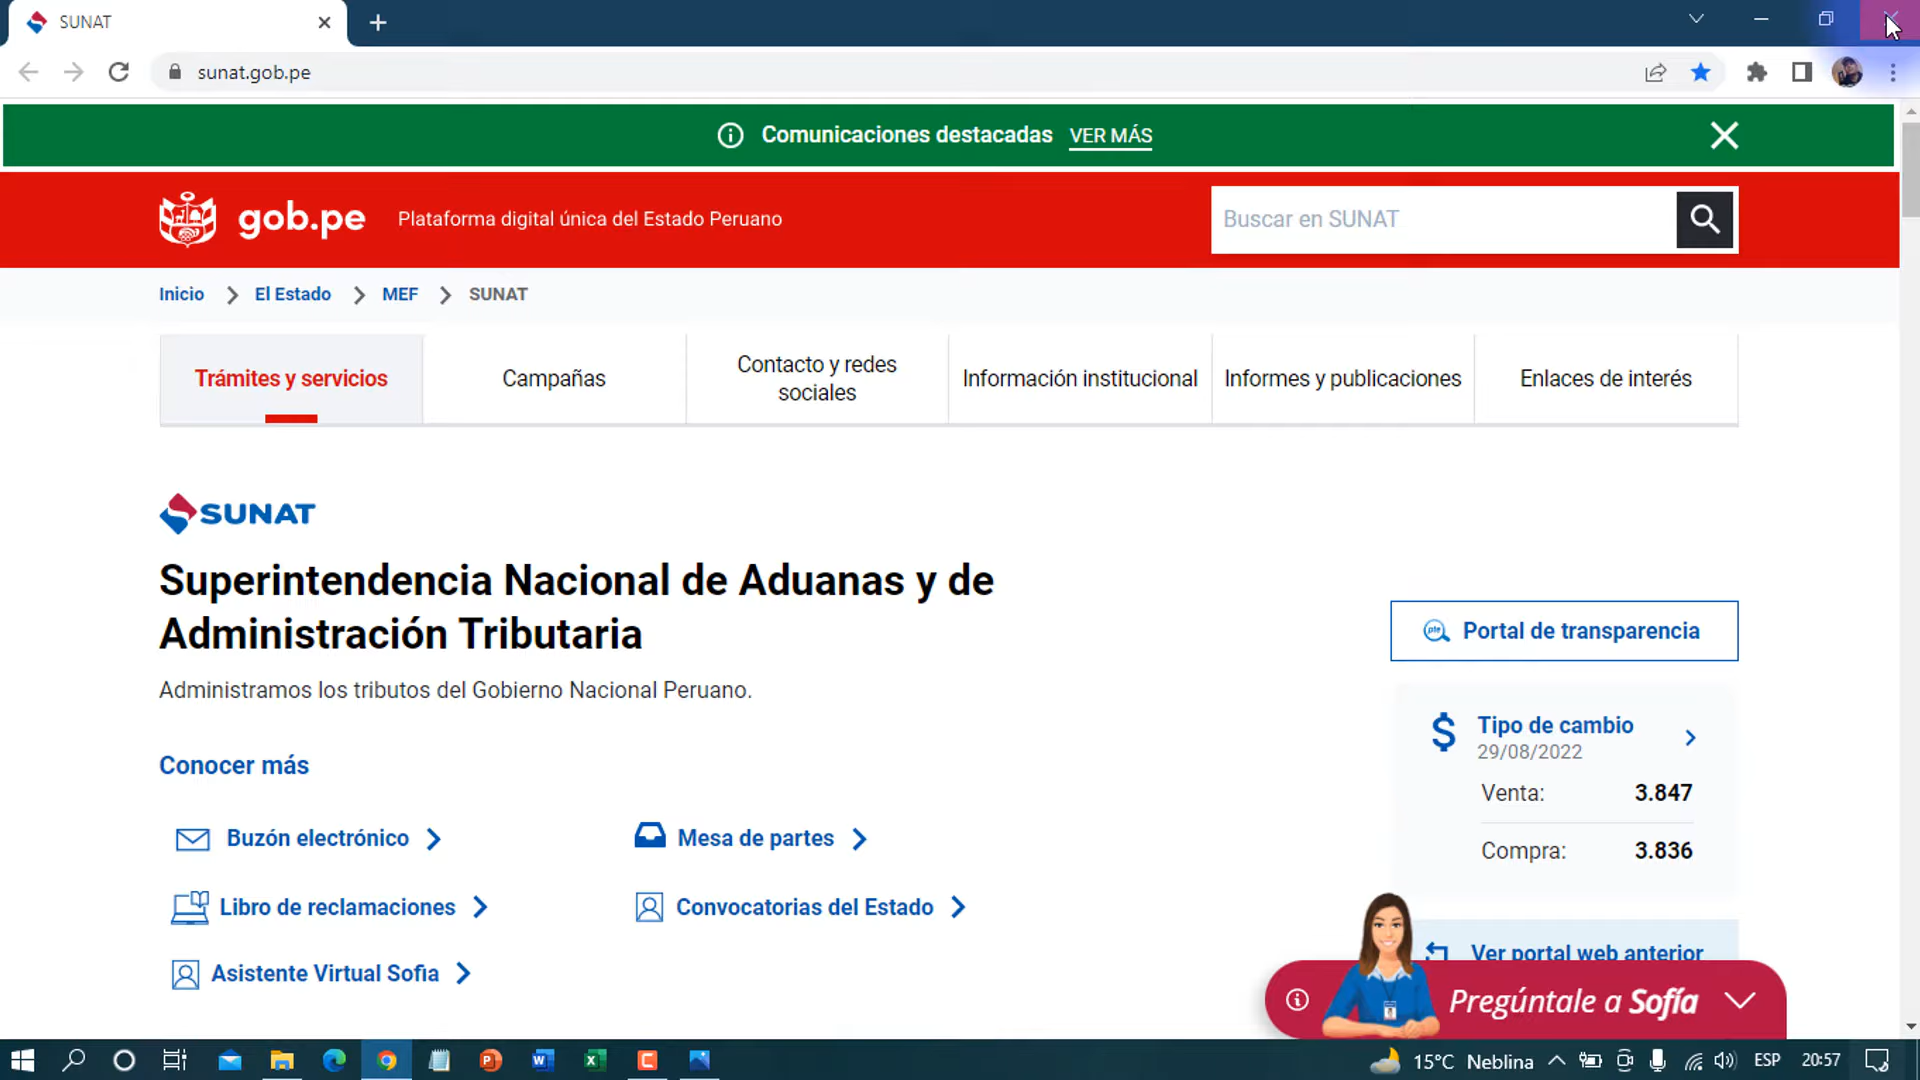 SUNAT
sunat.gob.pe
Comunicaciones destacadas VER MÁS
gob.pe Plataforma digital única del Estado Peruano
Buscar en SUNAT
Inicio El Estado MEF SUNAT
Trámites y servicios
Campañas
Contacto y redes
sociales
Información institucional
Informes y publicaciones
Enlaces de interés
SUNAT
Superintendencia Nacional de Aduanas y de
Administración Tributaria
Administramos los tributos del Gobierno Nacional Peruano.
Portal de transparencia
Tipo de cambio
29/08/2022
Venta: 3.847
Compra: 3.836
Conocer más
Buzón electrónico
Mesa de partes
Libro de reclamaciones
Convocatorias del Estado
Asistente Virtual Sofia
Ver portal web anterior
Pregúntale a Sofía
15°C Neblina ESP 20:57